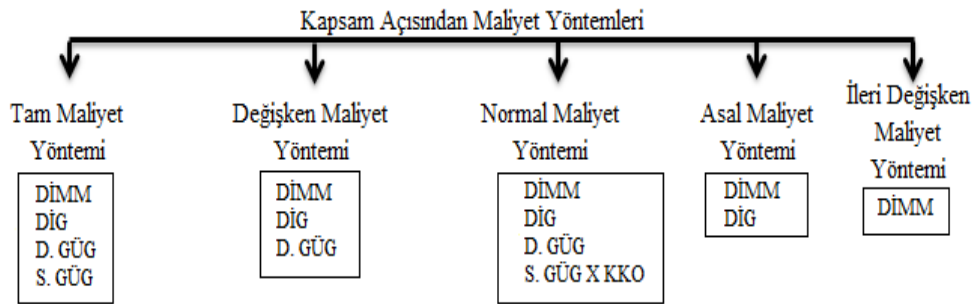 Kapsam Açısından Maliyet Yöntemleri
Tam Maliyet
Yöntemi
DİMM
DİG
D. GÜG
S. GÜG
Değişken Maliyet
Yöntemi
DİMM
DİG
D. GÜG
Normal Maliyet
Yöntemi
DİMM
DİG
D. GÜG
S. GÜG X KKO
Asal Maliyet
Yöntemi
DİMM
DİG
İleri Değişken
Maliyet
Yöntemi
DİMM